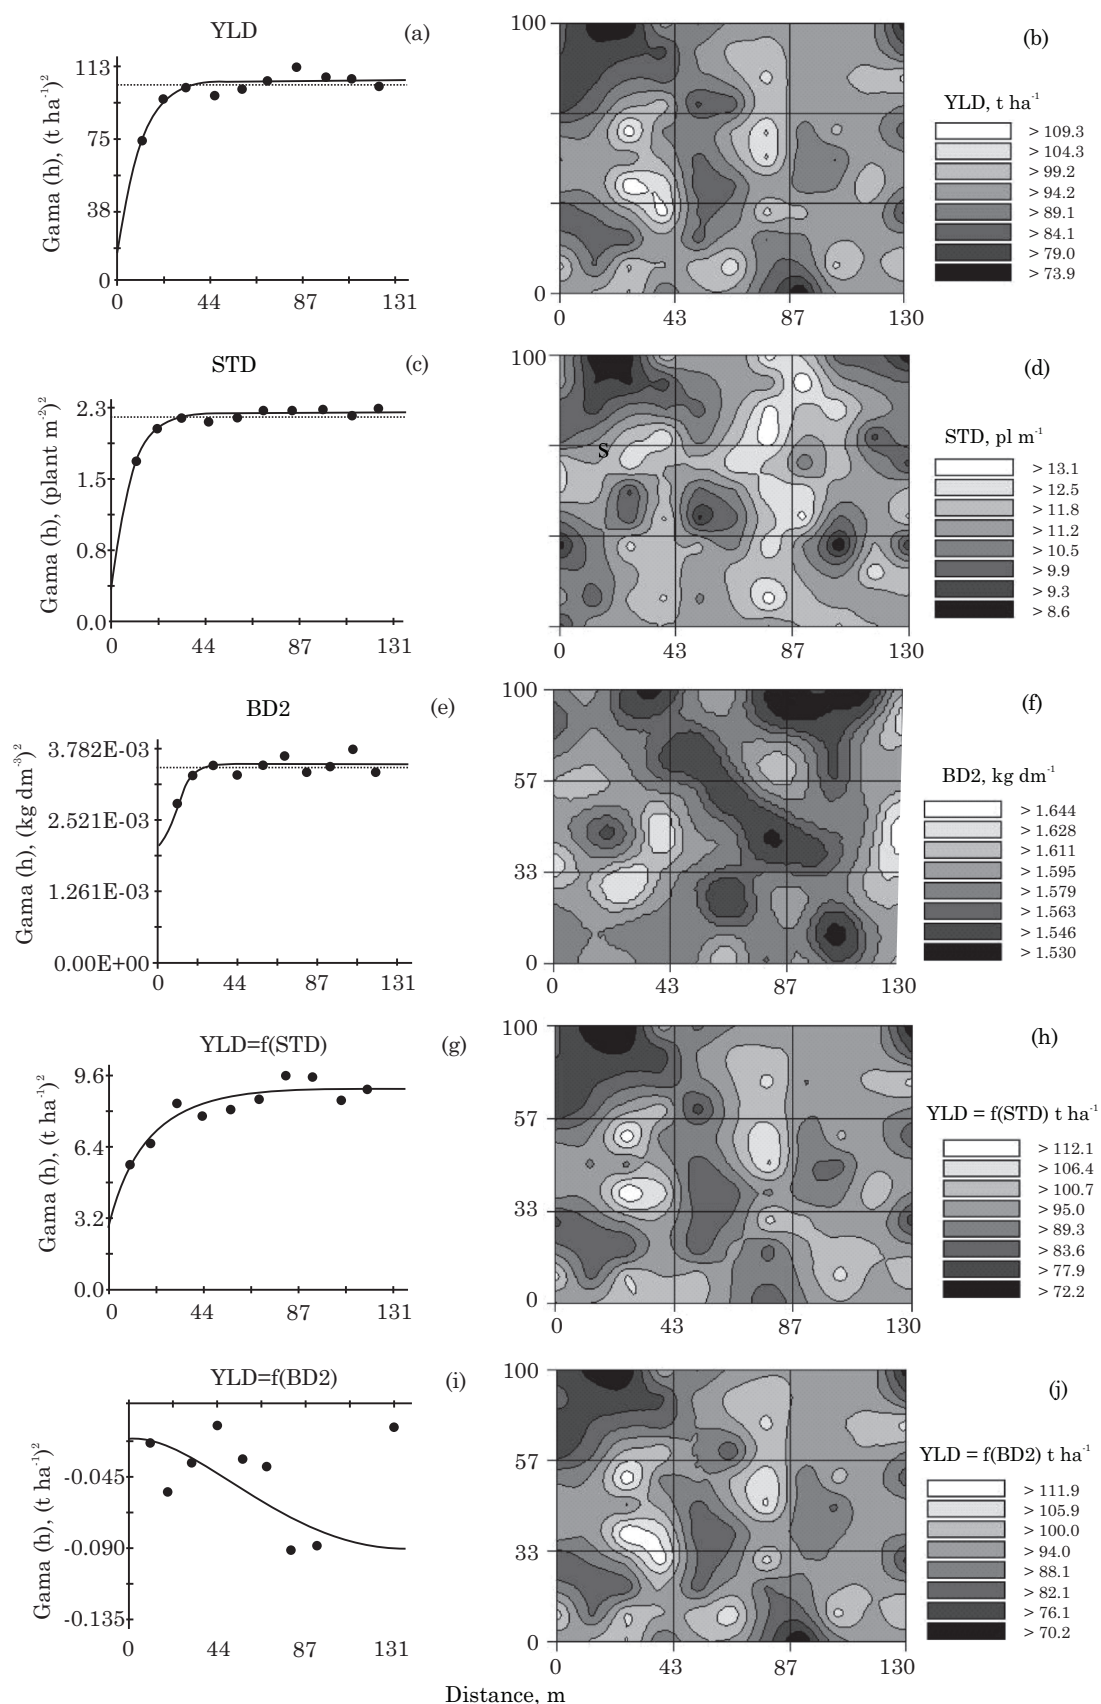 YLD
(a)
Gama (h), (t ha⁻¹)²
113
75
38
0
0 44 87 131
(b)
100
0
0 43 87 130
YLD, t ha⁻¹
> 109.3
> 104.3
> 99.2
> 94.2
> 89.1
> 84.1
> 79.0
> 73.9
STD
(c)
Gama (h), (plant m⁻²)²
2.3
1.5
0.8
0.0
0 44 87 131
(d)
100
S
0 43 87 130
STD, pl m⁻¹
> 13.1
> 12.5
> 11.8
> 11.2
> 10.5
> 9.9
> 9.3
> 8.6
BD2
(e)
Gama (h), (kg dm⁻³)²
3.782E-03
2.521E-03
1.261E-03
0.00E+00
0 44 87 131
(f)
100
57
33
0
0 43 87 130
BD2, kg dm⁻¹
> 1.644
> 1.628
> 1.611
> 1.595
> 1.579
> 1.563
> 1.546
> 1.530
YLD=f(STD)
(g)
Gama (h), (t ha⁻¹)²
9.6
6.4
3.2
0.0
0 44 87 131
(h)
100
57
33
0
0 43 87 130
YLD = f(STD) t ha⁻¹
> 112.1
> 106.4
> 100.7
> 95.0
> 89.3
> 83.6
> 77.9
> 72.2
YLD=f(BD2)
(i)
Gama (h), (t ha⁻¹)²
-0.045
-0.090
-0.135
0 44 87 131
(j)
100
57
33
0
0 43 87 130
YLD = f(BD2) t ha⁻¹
> 111.9
> 105.9
> 100.0
> 94.0
> 88.1
> 82.1
> 76.1
> 70.2
Distance, m